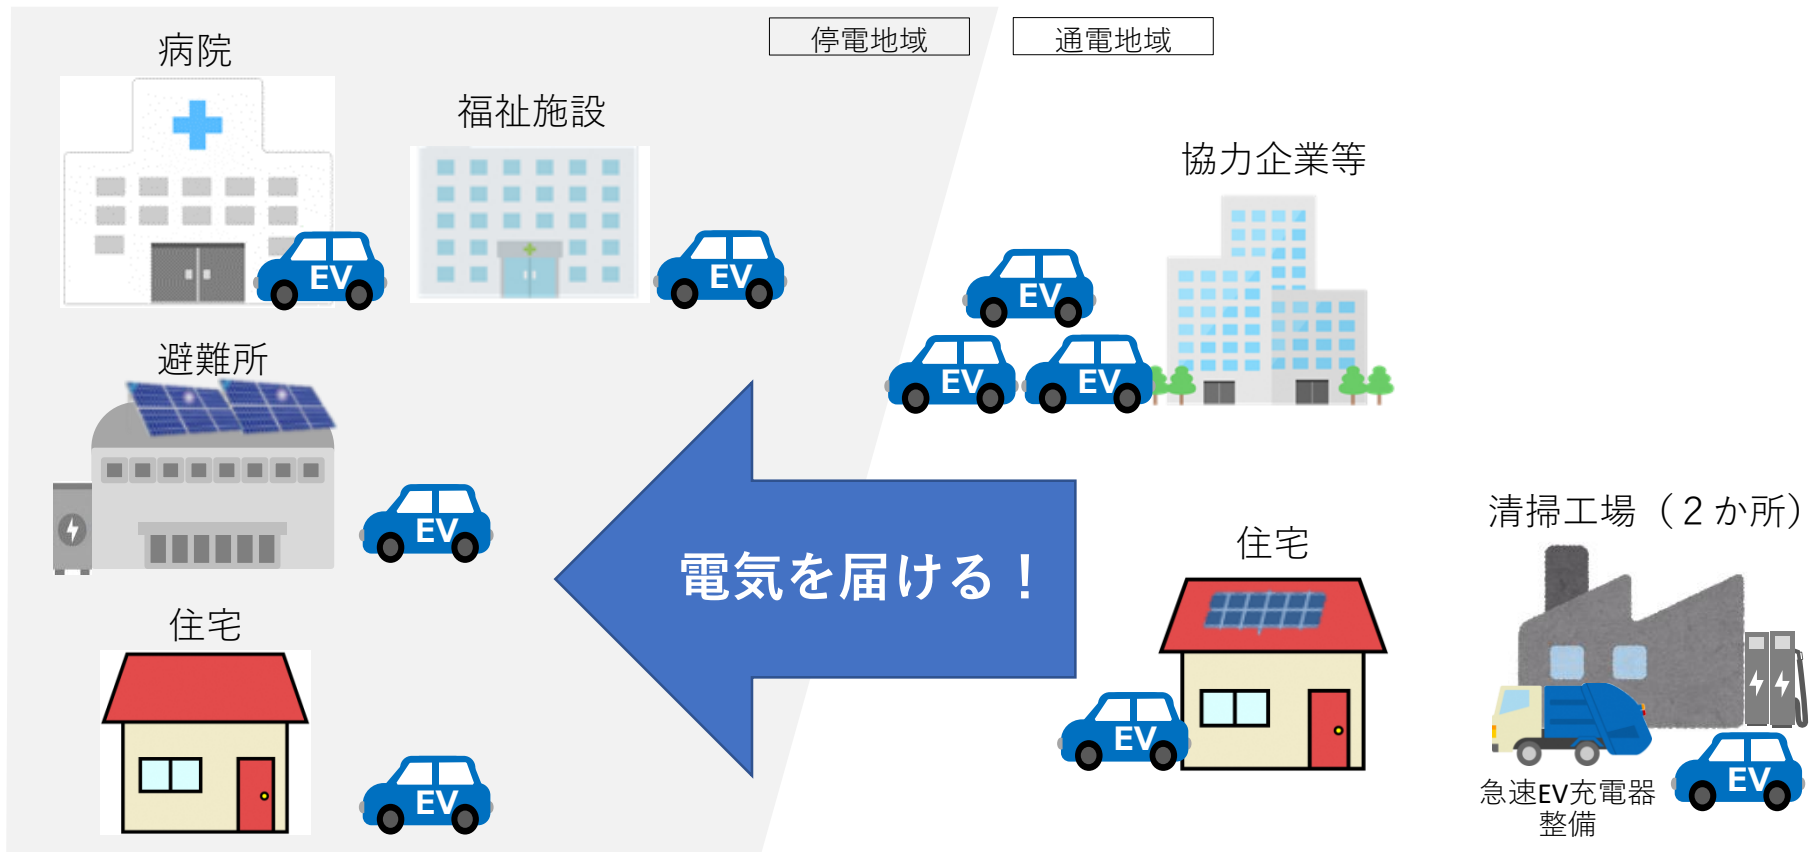 停電地域
通電地域
病院
福祉施設
協力企業等
EV
EV
EV
EV
EV
避難所
EV
電気を届ける！
住宅
清掃工場（２か所）
住宅
EV
EV
EV
急速EV充電器
整備